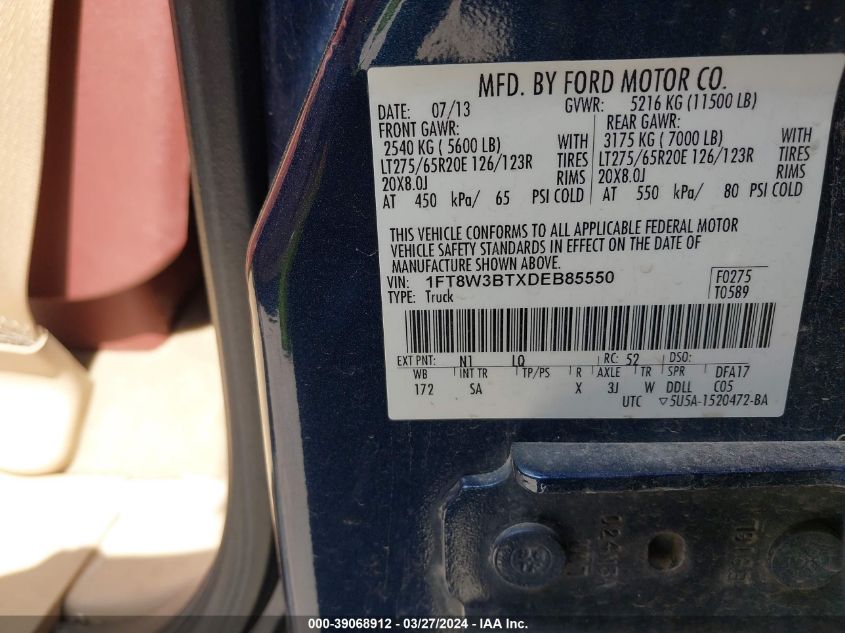 MFD. BY FORD MOTOR CO.
DATE: 07/13 GVWR: 5216 KG (11500 LB)
FRONT GAWR: REAR GAWR:
2540 KG ( 5600 LB) WITH 3175 KG ( 7000 LB) WITH
LT275/65R20E 126/123R TIRES LT275/65R20E 126/123R TIRES
20X8.0J RIMS 20X8.0J RIMS
AT 450 kPa/ 65 PSI COLD AT 550 kPa/ 80 PSI COLD
THIS VEHICLE CONFORMS TO ALL APPLICABLE FEDERAL MOTOR
VEHICLE SAFETY STANDARDS IN EFFECT ON THE DATE OF
MANUFACTURE SHOWN ABOVE.
VIN: 1FT8W3BTXDEB85550 F0275
TYPE: Truck T0589
EXT PNT: N1 LQ RC: 52 DSO:
WB INT TR TP/PS R AXLE TR SPR DFA17
172 SA X 3J W DDLL C05
UTC ▽5U5A-1520472-BA
000-39068912 - 03/27/2024 - IAA Inc.